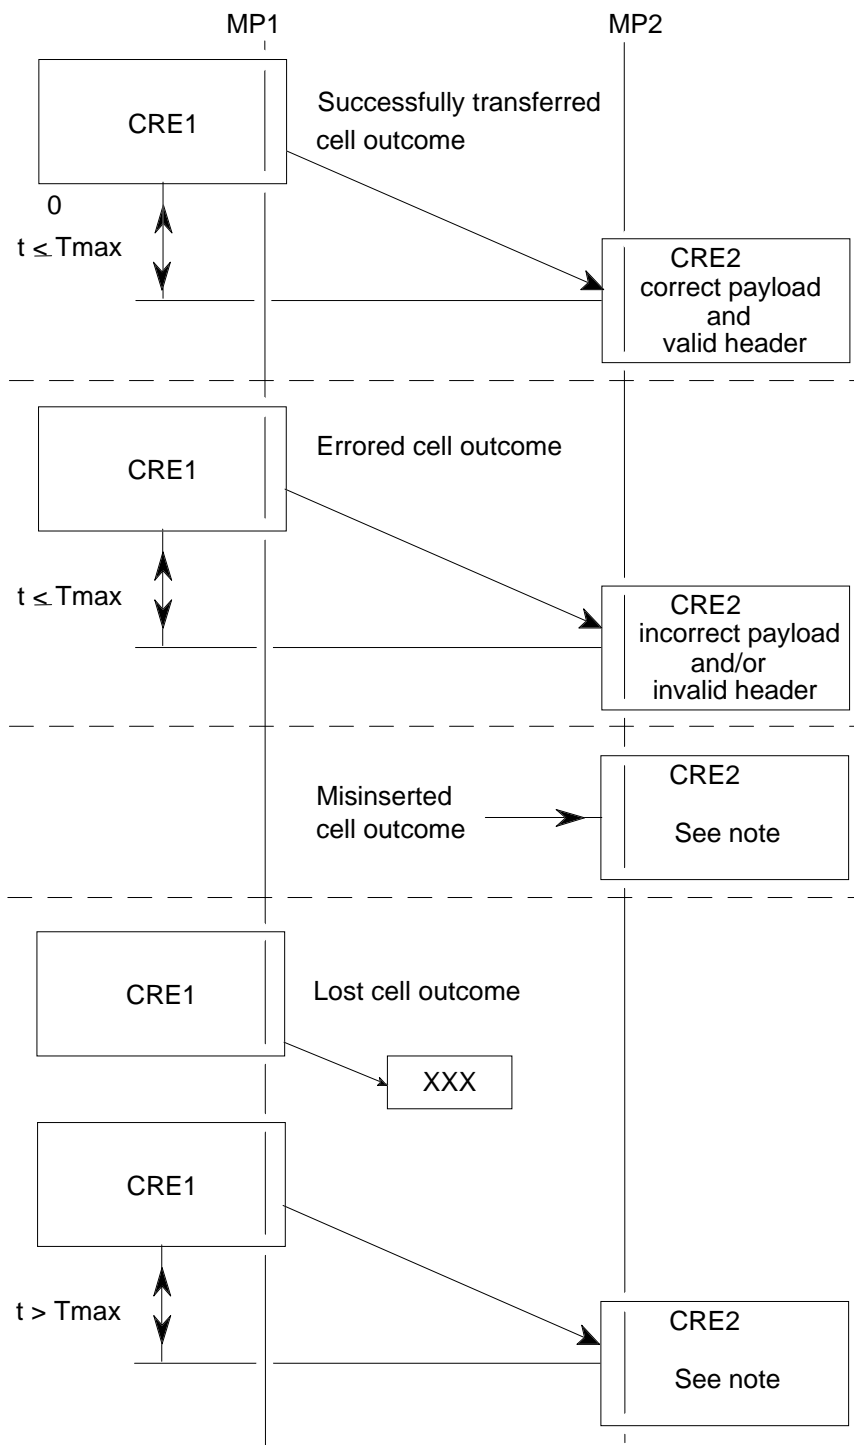 MP1
MP2
CRE1
Successfully transferred
cell outcome
0
t ≤ Tmax
CRE2
correct payload
and
valid header
CRE1
Errored cell outcome
t ≤ Tmax
CRE2
incorrect payload
and/or
invalid header
Misinserted
cell outcome
CRE2
See note
CRE1
Lost cell outcome
XXX
CRE1
t > Tmax
CRE2
See note